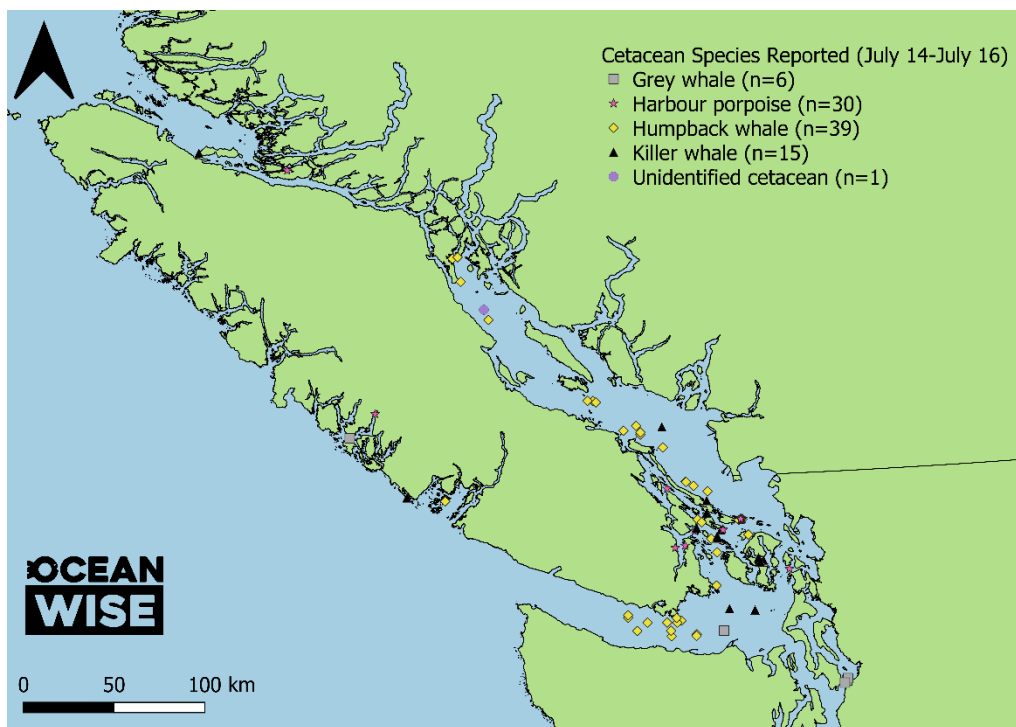 Cetacean Species Reported (July 14-July 16)
Grey whale (n=6)
Harbour porpoise (n=30)
Humpback whale (n=39)
Killer whale (n=15)
Unidentified cetacean (n=1)
OCEAN
WISE
0 50 100 km